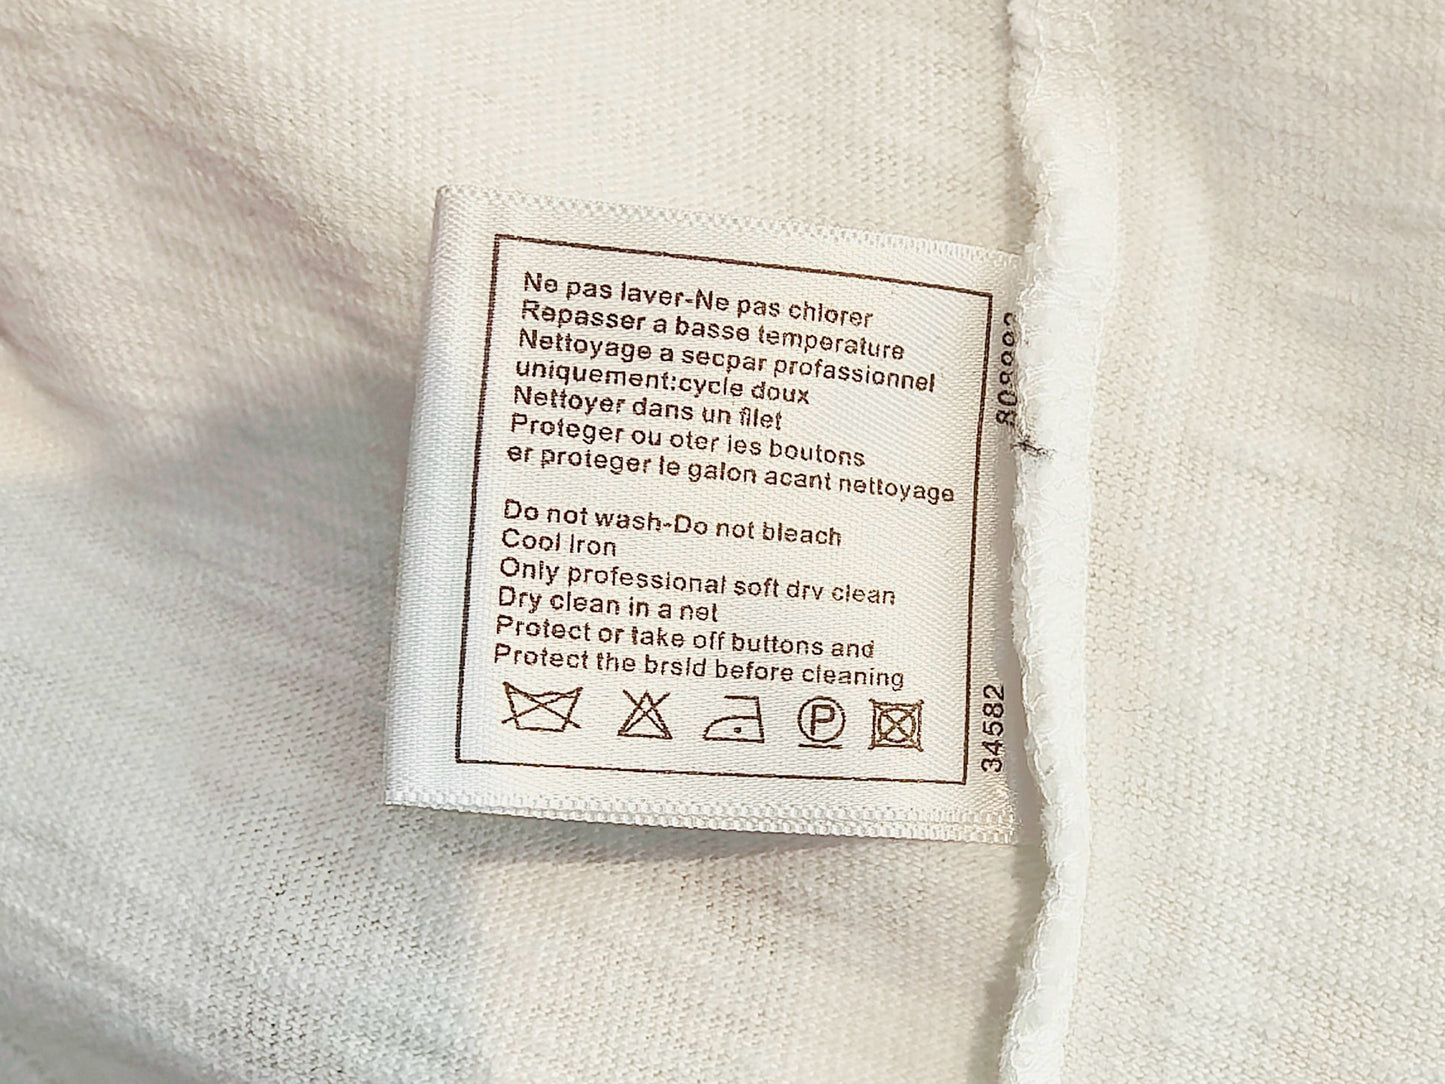 Ne pas laver-Ne pas chlorer
Repasser a basse temperature
Nettoyage a secpar profassionnel
uniquement:cycle doux
Nettoyer dans un filet
Proteger ou oter les boutons
er proteger le galon acant nettoyage
Do not wash-Do not bleach
Cool Iron
Only professional soft drv clean
Dry clean in a net
Protect or take off buttons and
Protect the brsld before cleaning
P
34582